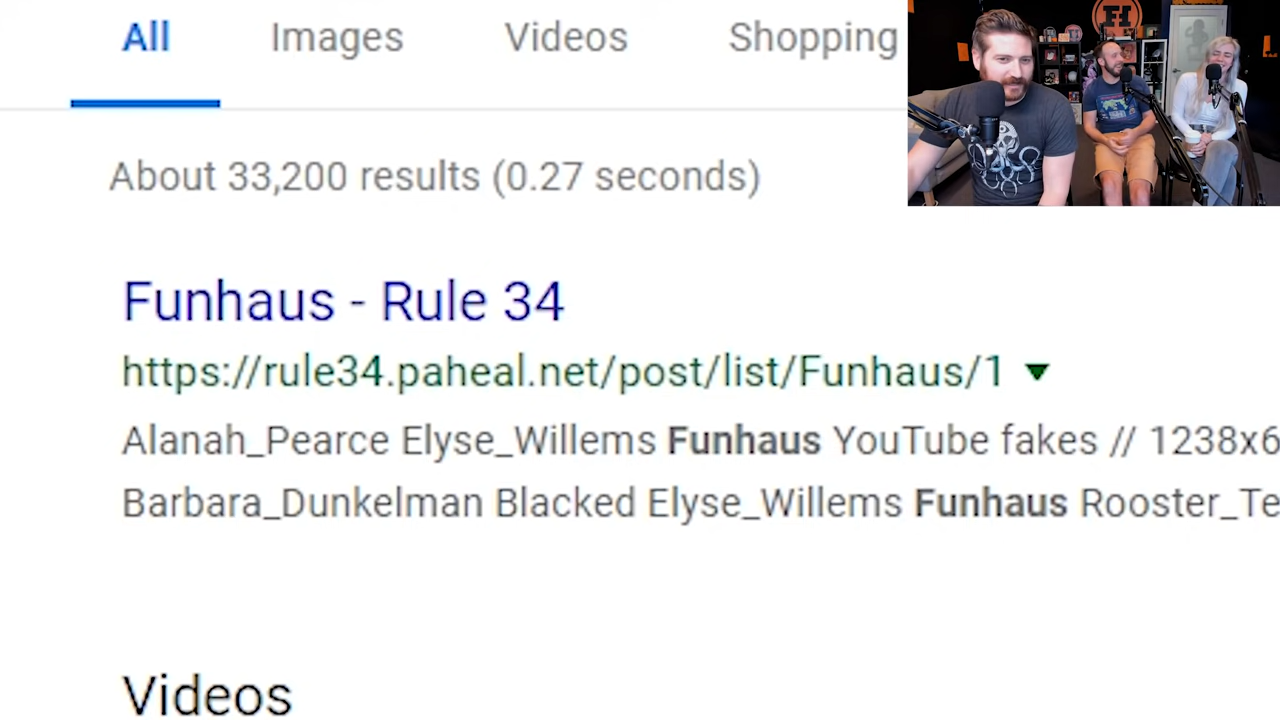 All Images Videos Shopping
About 33,200 results (0.27 seconds)
Funhaus - Rule 34
https://rule34.paheal.net/post/list/Funhaus/1
Alanah_Pearce Elyse_Willems Funhaus YouTube fakes // 1238x6
Barbara_Dunkelman Blacked Elyse_Willems Funhaus Rooster_Te
Videos